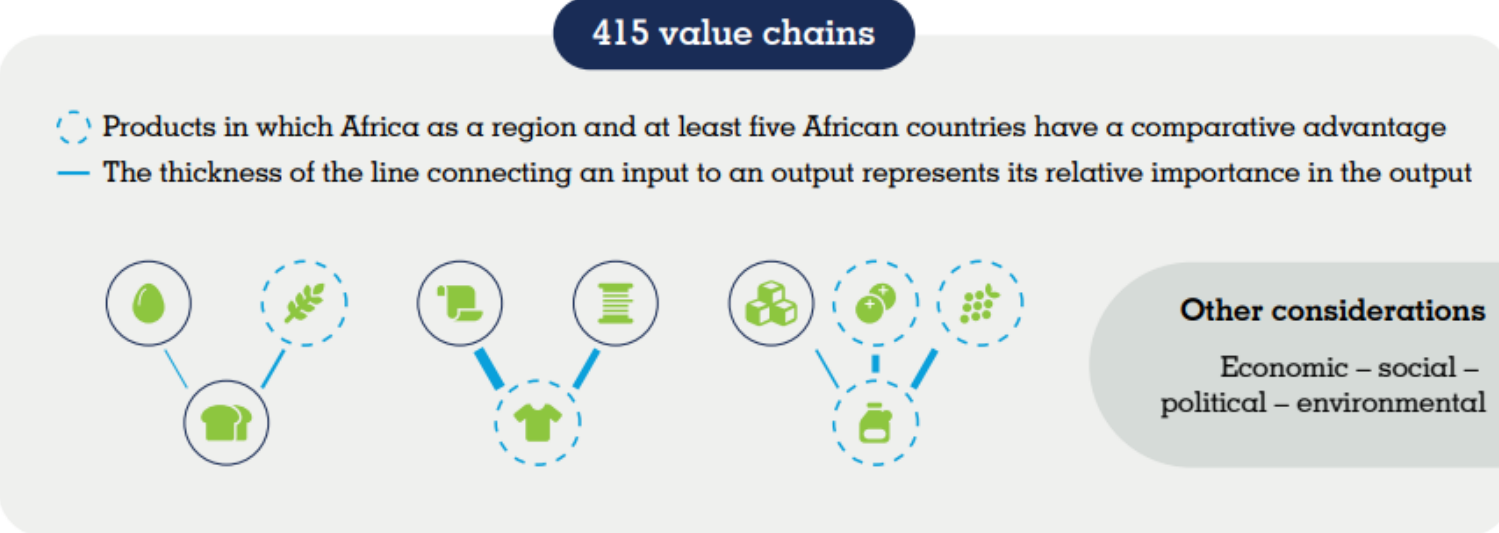 415 value chains
Products in which Africa as a region and at least five African countries have a comparative advantage
The thickness of the line connecting an input to an output represents its relative importance in the output
Other considerations
Economic – social –
political – environmental